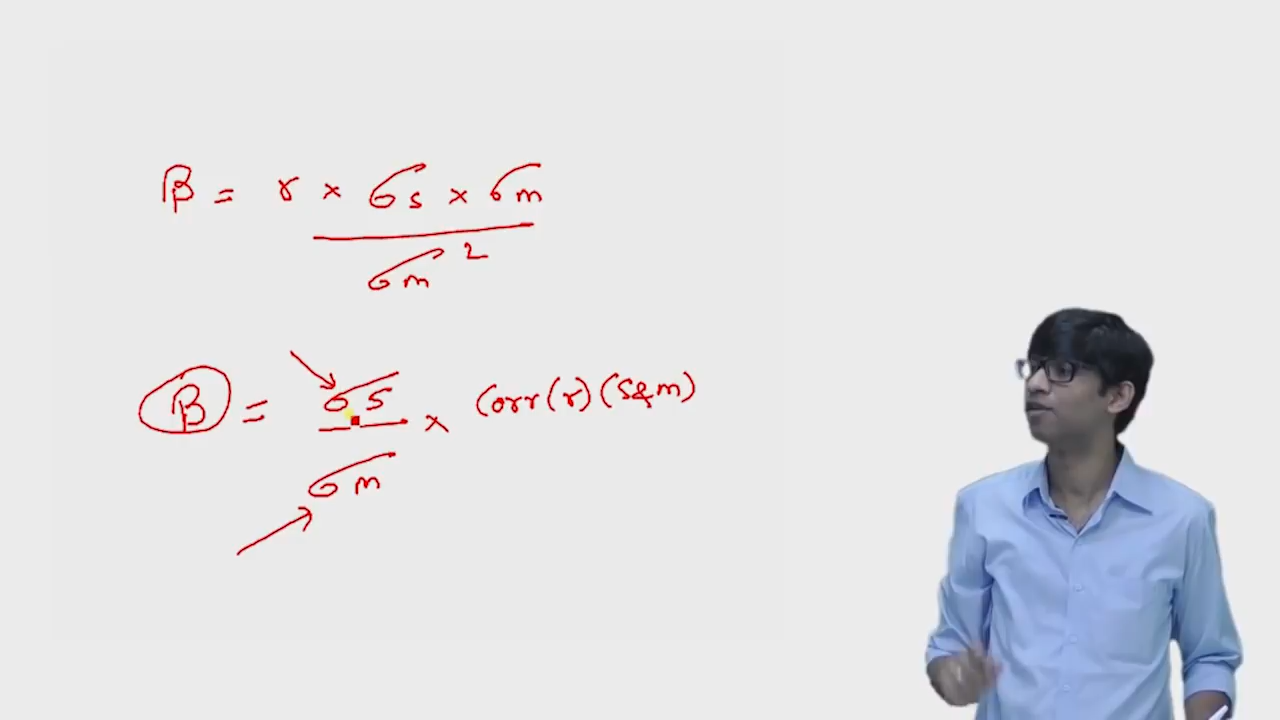 β = r × σs × σm
σm²
β = σs × Corr(r)(S&M)
σm